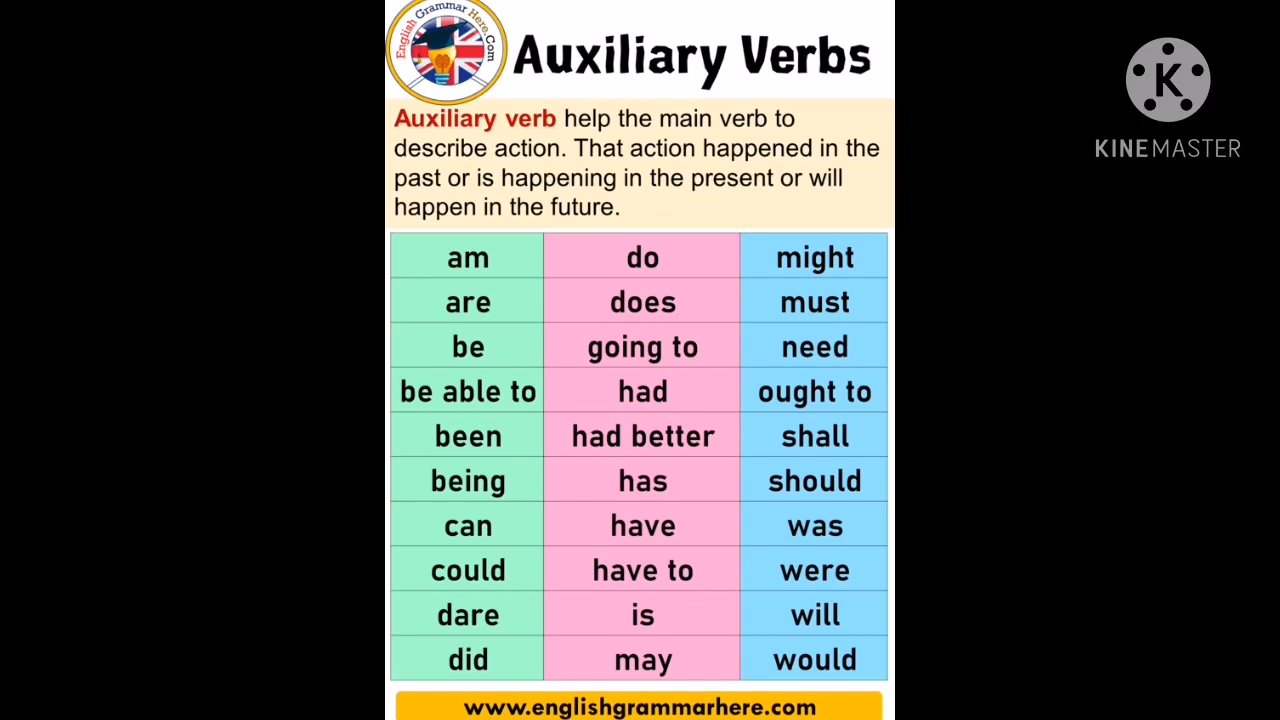 English Grammar Here.Com
Auxiliary Verbs
K
KINEMASTER
Auxiliary verb help the main verb to
describe action. That action happened in the
past or is happening in the present or will
happen in the future.
am do might
are does must
be going to need
be able to had ought to
been had better shall
being has should
can have was
could have to were
dare is will
did may would
www.englishgrammarhere.com